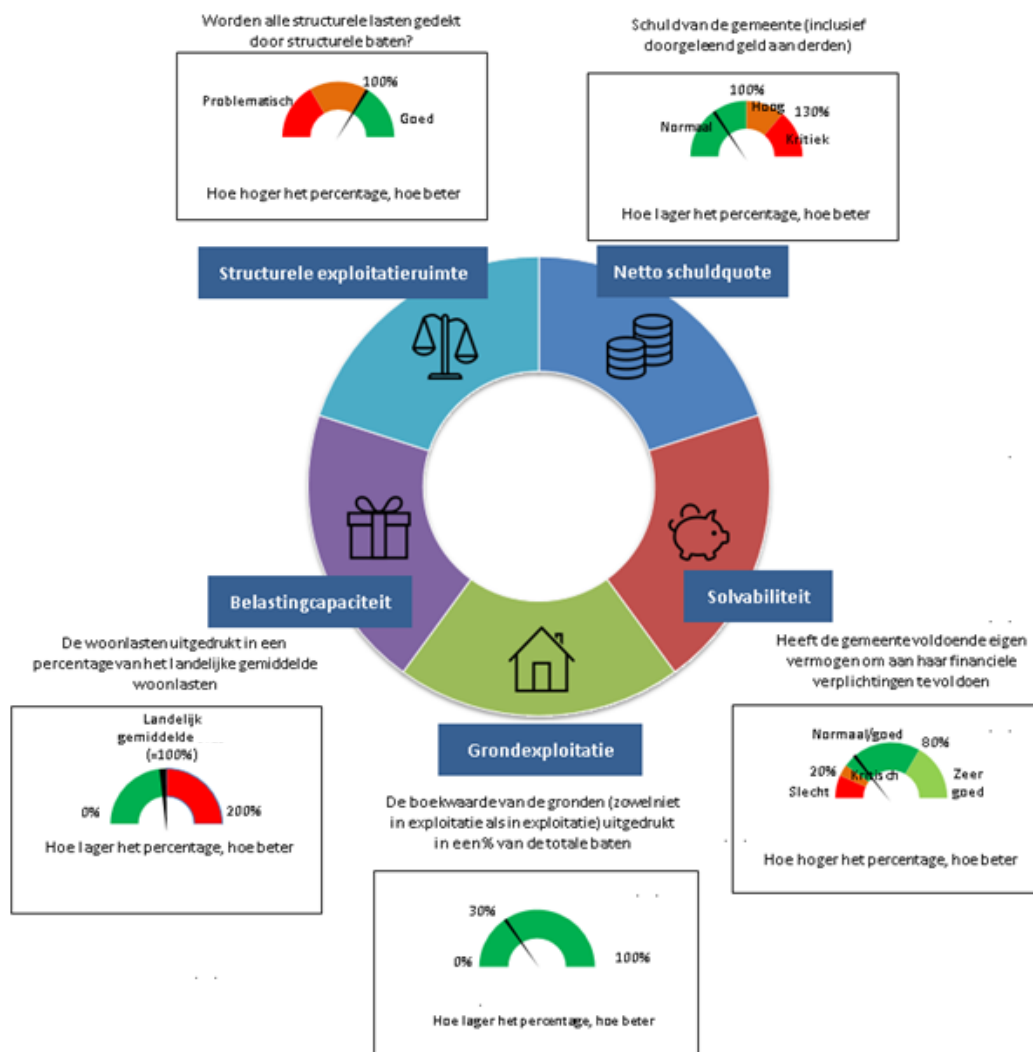 Worden alle structurele lasten gedekt
door structurele baten?
100%
Problematisch
Goed
Hoe hoger het percentage, hoe beter
Schuld van de gemeente (inclusief
doorgeleend geld aan derden)
100%
Hoog
130%
Normaal
Kritiek
Hoe lager het percentage, hoe beter
Structurele exploitatieruimte
Netto schuldquote
Belastingcapaciteit
Solvabiliteit
De woonlasten uitgedrukt in een
percentage van het landelijke gemiddelde
woonlasten
Landelijk
gemiddelde
(=100%)
0%
200%
Hoe lager het percentage, hoe beter
Heeft de gemeente voldoende eigen
vermogen om aan haar financiele
verplichtingen te voldoen
Normaal/goed
80%
20%
Kritisch
Zeer
Slecht
goed
Hoe hoger het percentage, hoe beter
Grondexploitatie
De boekwaarde van de gronden (zowel niet
in exploitatie als in exploitatie) uitgedrukt
in een % van de totale baten
30%
0%
100%
Hoe lager het percentage, hoe beter